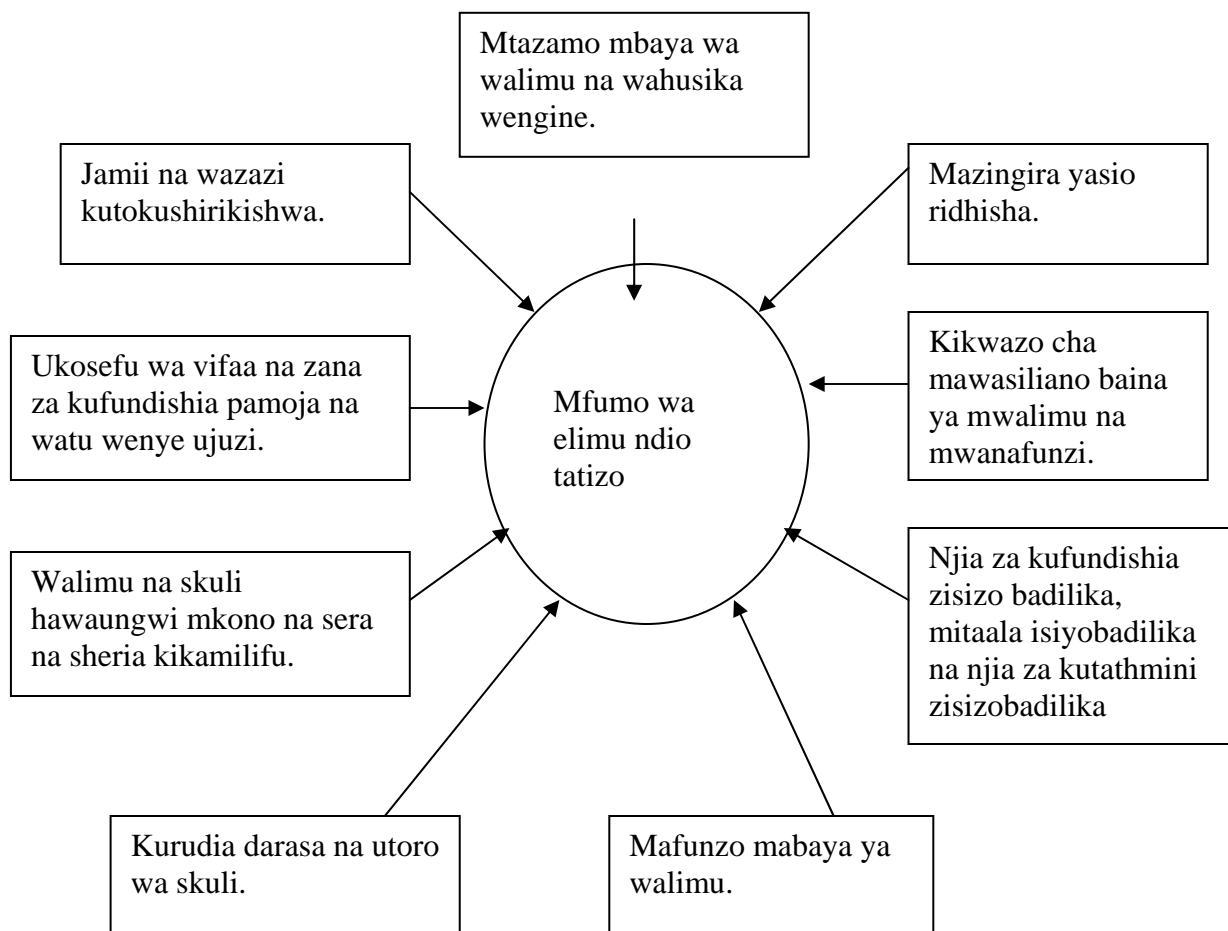 Mtazamo mbaya wa
walimu na wahusika
wengine.
Jamii na wazazi
kutokushirikishwa.
Mazingira yasio
ridhisha.
Ukosefu wa vifaa na zana
za kufundishia pamoja na
watu wenye ujuzi.
Mfumo wa
elimu ndio
tatizo
Kikwazo cha
mawasiliano baina
ya mwalimu na
mwanafunzi.
Walimu na skuli
hawaungwi mkono na sera
na sheria kikamilifu.
Njia za kufundishia
zisizo badilika,
mitaala isiyobadilika
na njia za kutathmini
zisizobadilika
Kurudia darasa na utoro
wa skuli.
Mafunzo mabaya ya
walimu.